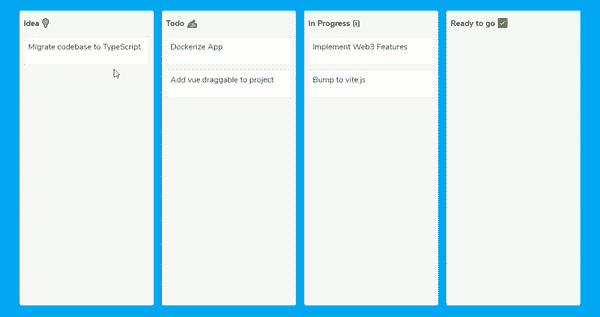 Idea
Migrate codebase to TypeScript
Todo
Dockerize App
Add vue.draggable to project
In Progress
Implement Web3 Features
Bump to vite.js
Ready to go